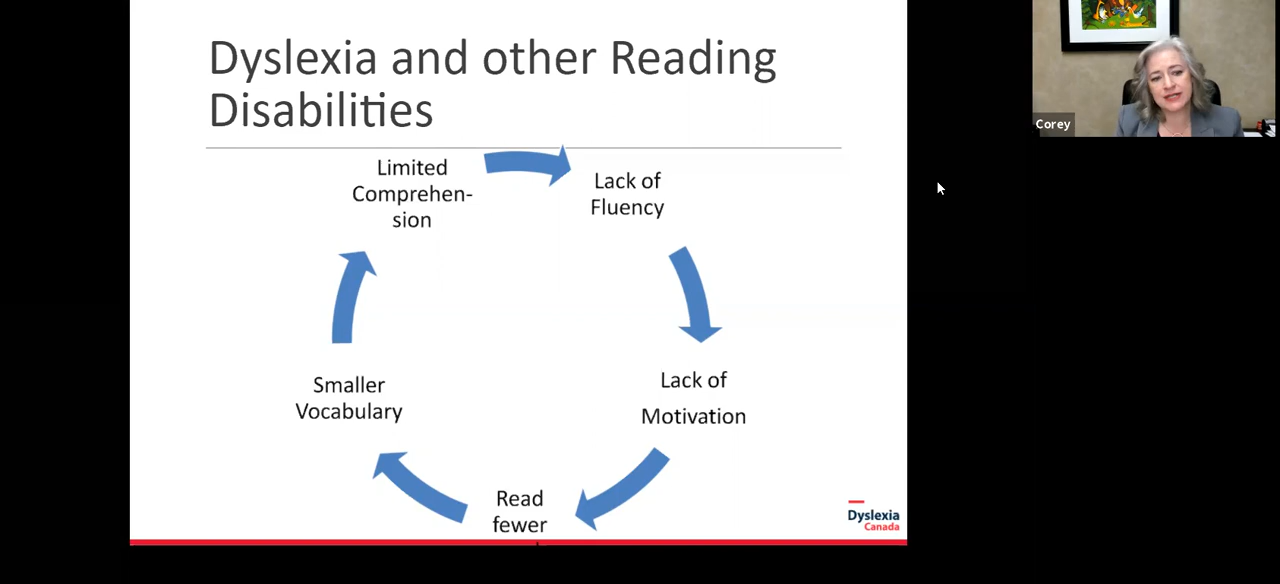 Dyslexia and other Reading
Disabilities
Limited
Comprehen-
sion
Lack of
Fluency
Lack of
Motivation
Read
fewer
Smaller
Vocabulary
Dyslexia
Canada
Corey